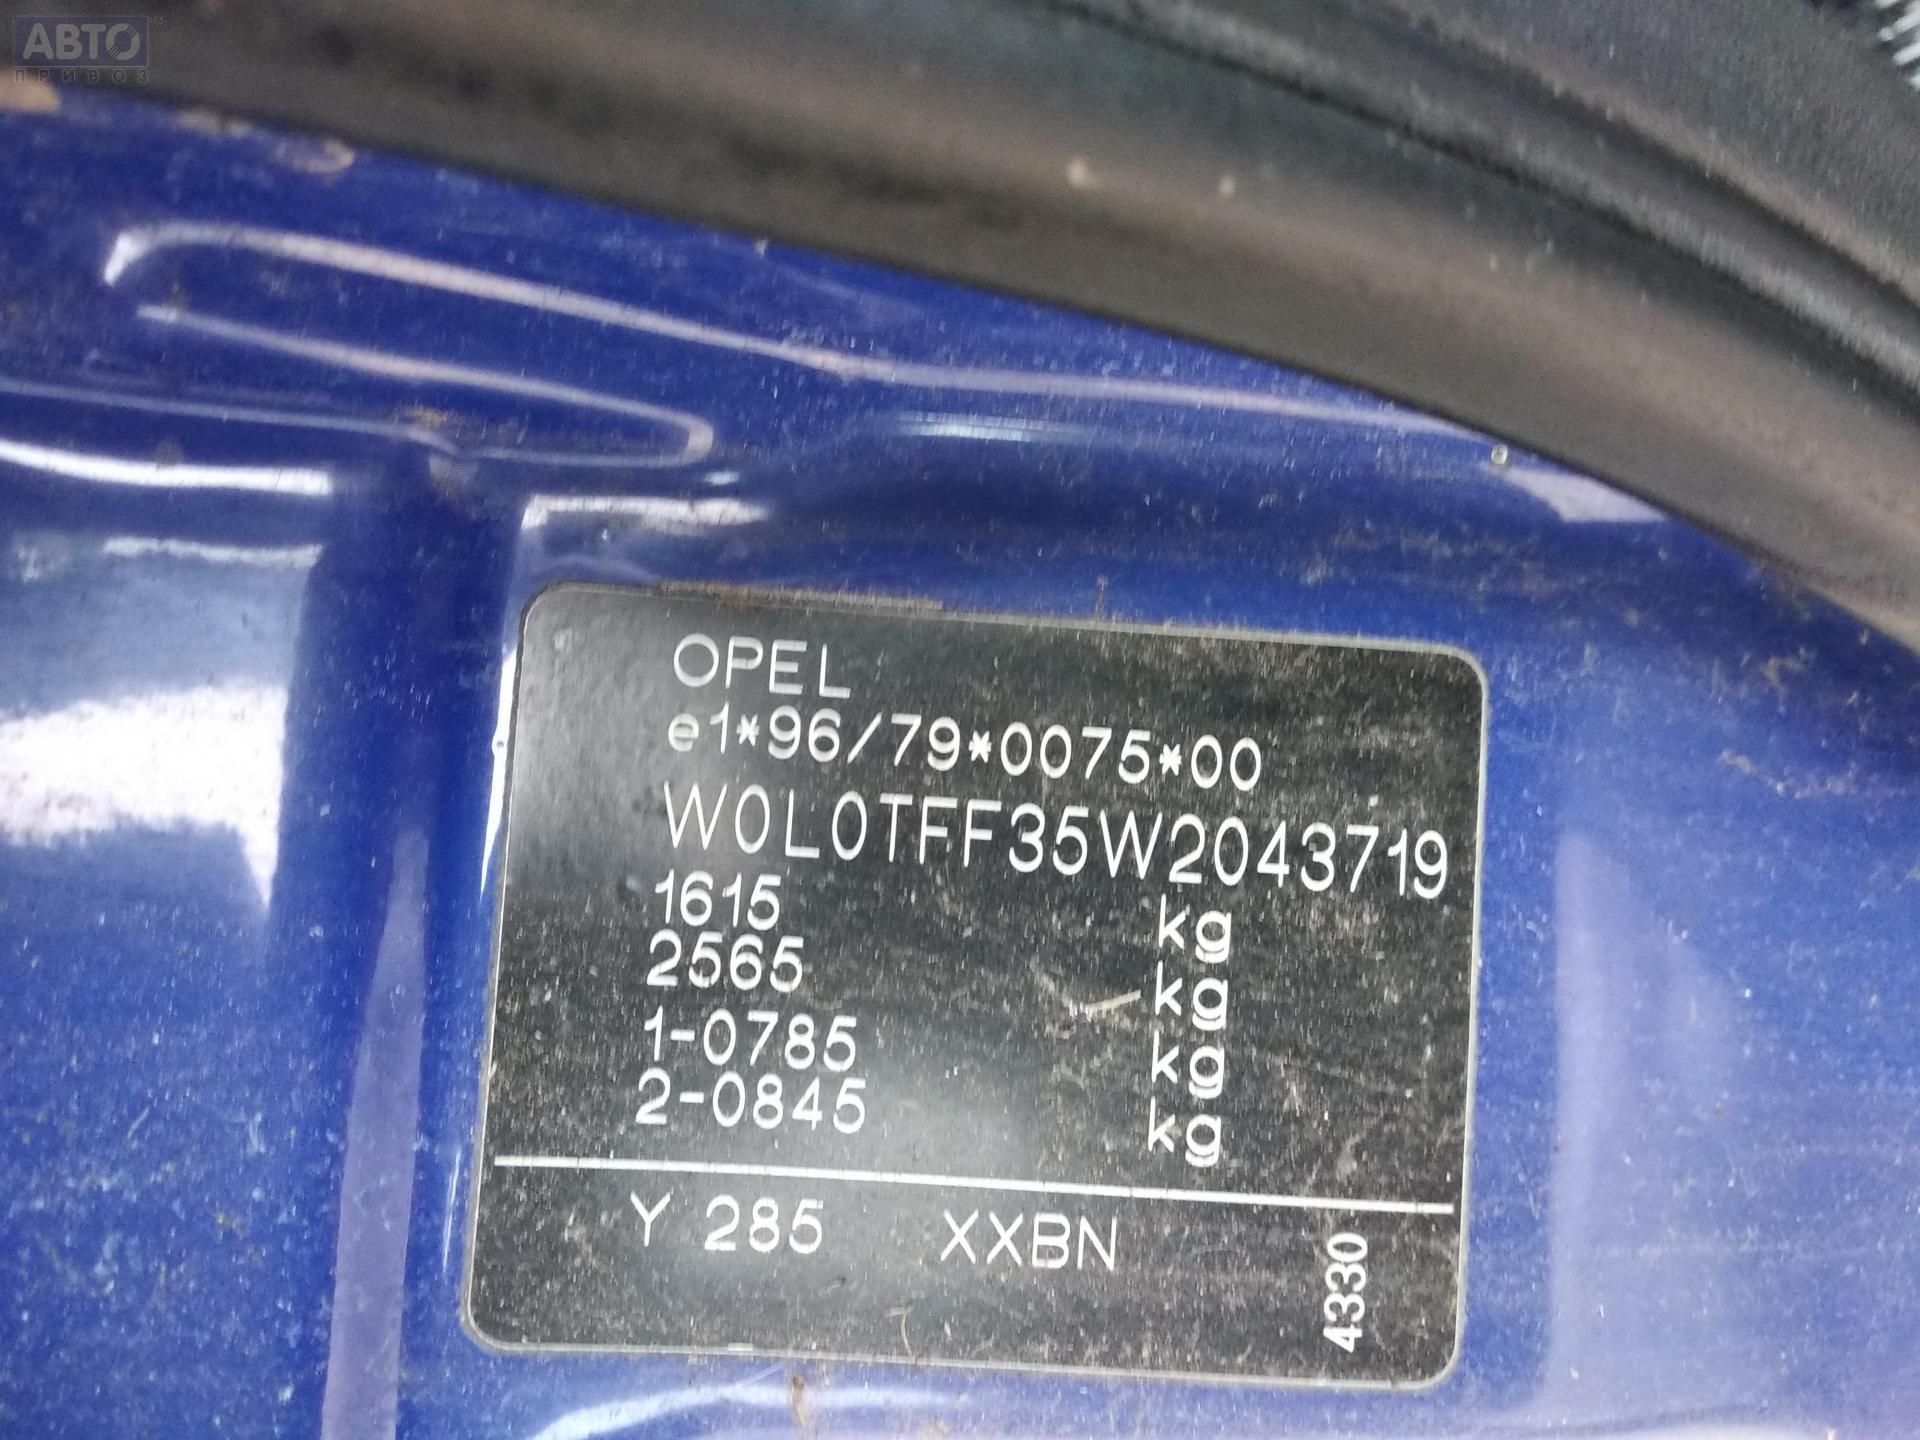 АВТО
ПРИВОЗ
OPEL
e1*96/79*0075*00
W0L0TFF35W2043719
1615 kg
2565 kg
1-0785 kg
2-0845 kg
Y 285 XXBN
4330